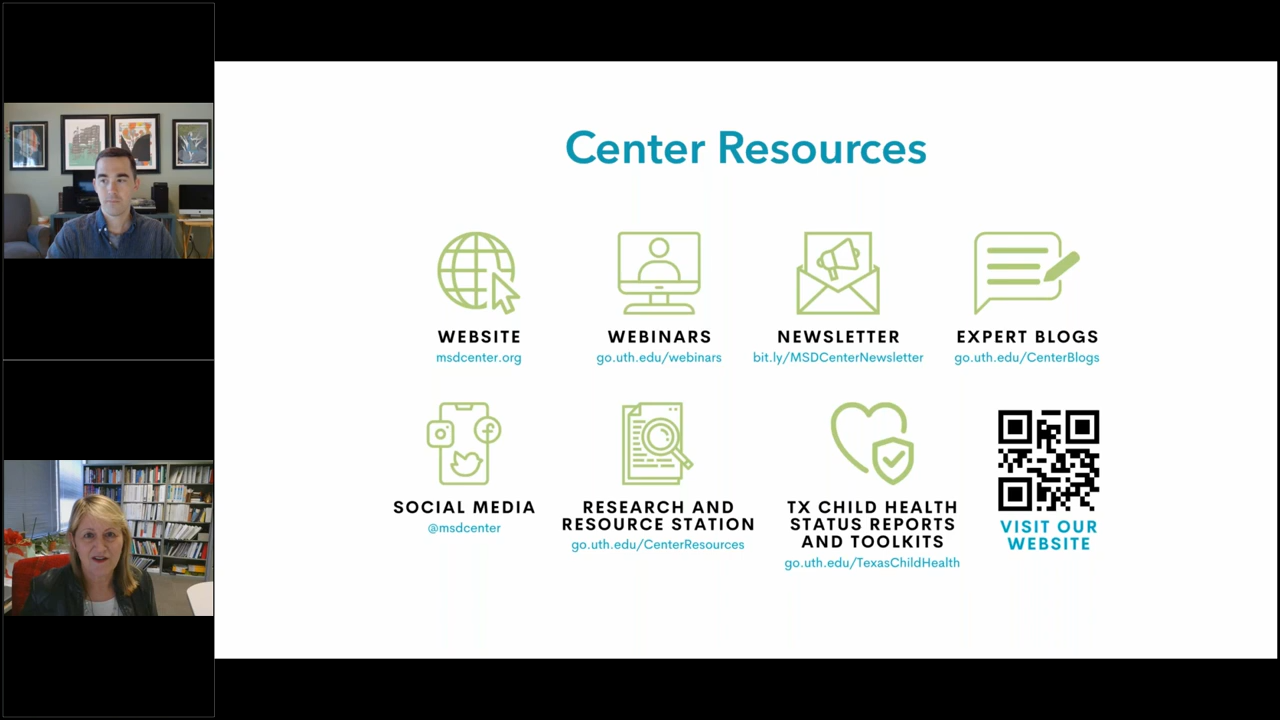 Center Resources
WEBSITE
msdcenter.org
WEBINARS
go.uth.edu/webinars
NEWSLETTER
bit.ly/MSDCenterNewsletter
EXPERT BLOGS
go.uth.edu/CenterBlogs
SOCIAL MEDIA
@msdcenter
RESEARCH AND
RESOURCE STATION
go.uth.edu/CenterResources
TX CHILD HEALTH
STATUS REPORTS
AND TOOLKITS
go.uth.edu/TexasChildHealth
VISIT OUR
WEBSITE